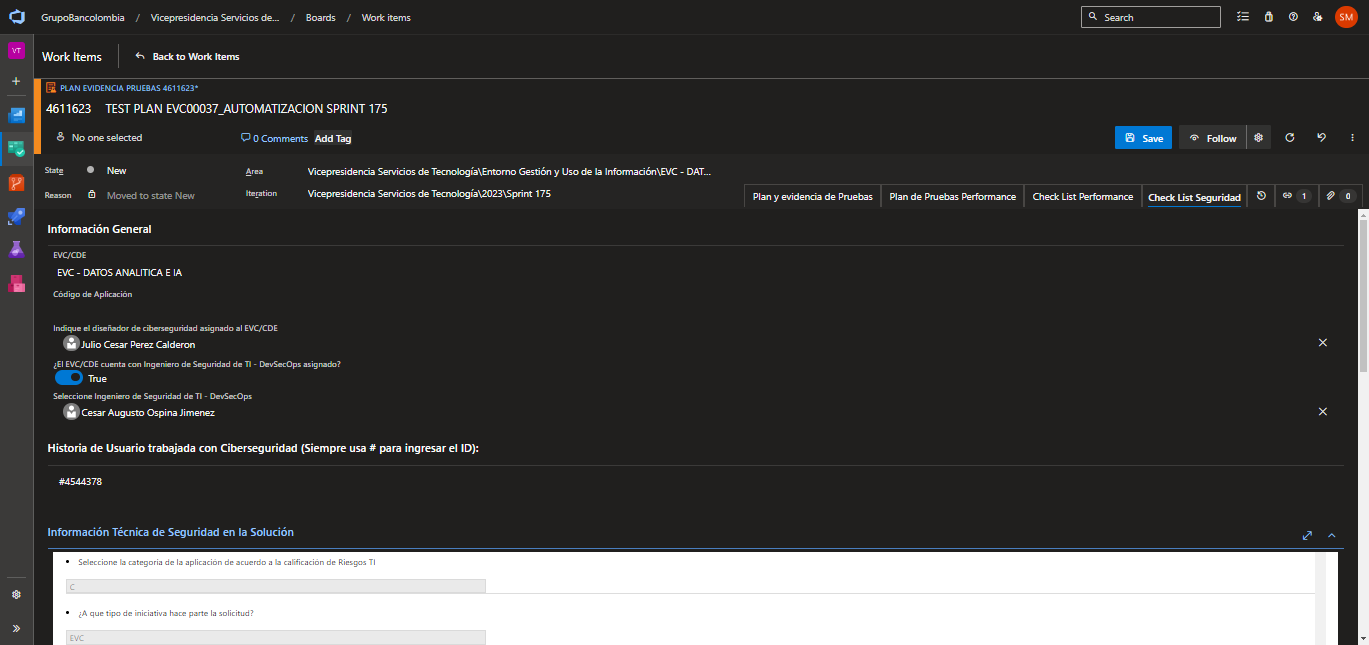 GrupoBancolombia / Vicepresidencia Servicios de... / Boards / Work items
Search
SM
VT
Work Items
Back to Work Items
PLAN EVIDENCIA PRUEBAS 4611623*
4611623 TEST PLAN EVC00037_AUTOMATIZACION SPRINT 175
No one selected
0 Comments
Add Tag
Save
Follow
State
New
Area
Vicepresidencia Servicios de Tecnología\Entorno Gestión y Uso de la Información\EVC - DAT...
Reason
Moved to state New
Iteration
Vicepresidencia Servicios de Tecnología\2023\Sprint 175
Plan y evidencia de Pruebas
Plan de Pruebas Performance
Check List Performance
Check List Seguridad
1
0
Información General
EVC/CDE
EVC - DATOS ANALITICA E IA
Código de Aplicación
Indique el diseñador de ciberseguridad asignado al EVC/CDE
Julio Cesar Perez Calderon
¿El EVC/CDE cuenta con Ingeniero de Seguridad de TI - DevSecOps asignado?
True
Seleccione Ingeniero de Seguridad de TI - DevSecOps
Cesar Augusto Ospina Jimenez
Historia de Usuario trabajada con Ciberseguridad (Siempre usa # para ingresar el ID):
#4544378
Información Técnica de Seguridad en la Solución
• Seleccione la categoria de la aplicación de acuerdo a la calificación de Riesgos TI
C
• ¿A que tipo de iniciativa hace parte la solicitud?
EVC